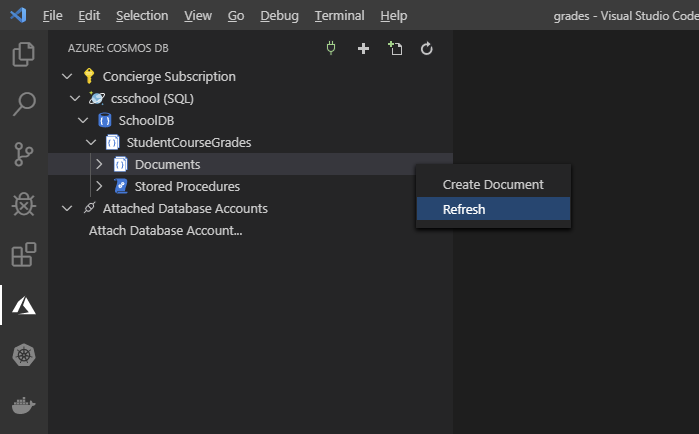 File Edit View Go Debug Terminal Help grades - Visual Studio Code
AZURE: COSMOS DB
Concierge Subscription
csschool (SQL)
SchoolDB
StudentCourseGrades
Documents
Stored Procedures
Attached Database Accounts
Attach Database Account...
Create Document
Refresh